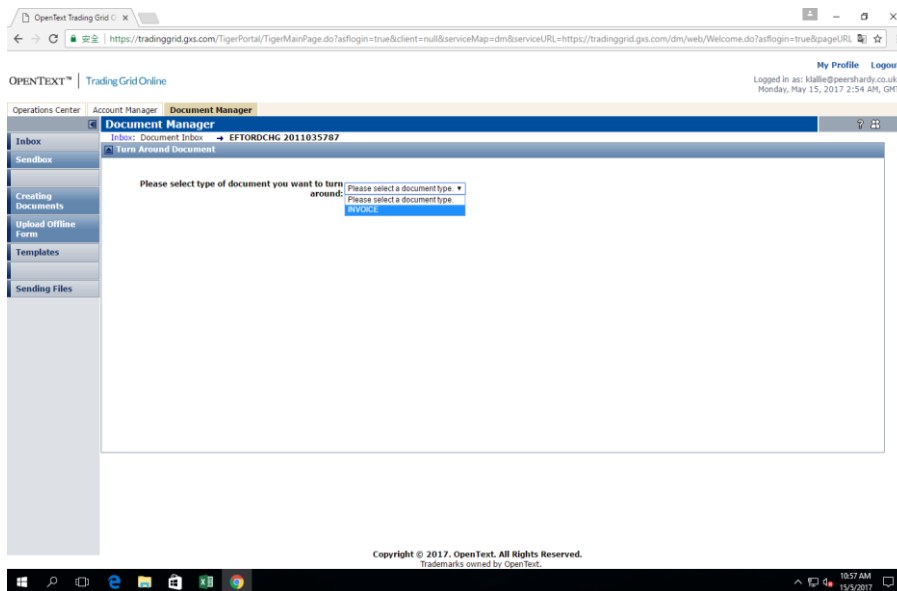 OpenText Trading Grid O
安全 | https://tradinggrid.gxs.com/TigerPortal/TigerMainPage.do?asflogin=true&client=null&serviceMap=dm&serviceURL=https://tradinggrid.gxs.com/dm/web/Welcome.do?asflogin=true&pageURL
My Profile Logout
OPENTEXT™ | Trading Grid Online
Logged in as: klallie@peershardy.co.uk
Monday, May 15, 2017 2:54 AM, GMT
Operations Center Account Manager Document Manager
Document Manager
Inbox: Document Inbox → EFTORDCHG 2011035787
Turn Around Document
Inbox
Sendbox
Creating
Documents
Upload Offline
Form
Templates
Sending Files
Please select type of document you want to turn
around:
Please select a document type.
Please select a document type.
INVOICE
Copyright © 2017. OpenText. All Rights Reserved.
Trademarks owned by OpenText.
10:57 AM
15/5/2017